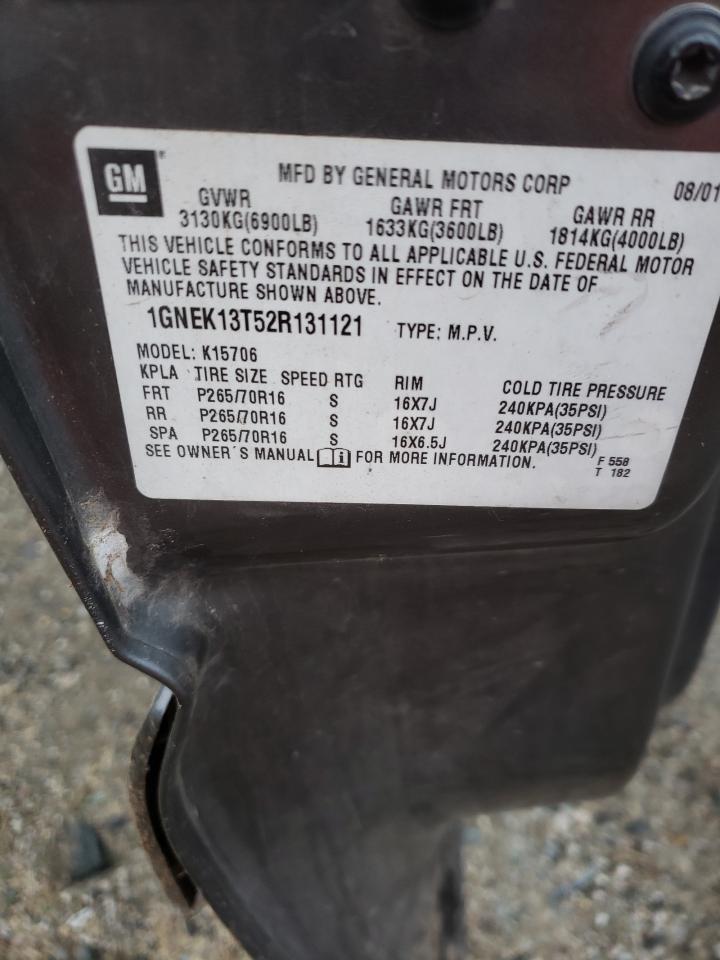 GM® MFD BY GENERAL MOTORS CORP 08/01
GVWR GAWR FRT GAWR RR
3130KG(6900LB) 1633KG(3600LB) 1814KG(4000LB)
THIS VEHICLE CONFORMS TO ALL APPLICABLE U.S. FEDERAL MOTOR
VEHICLE SAFETY STANDARDS IN EFFECT ON THE DATE OF
MANUFACTURE SHOWN ABOVE.
1GNEK13T52R131121 TYPE: M.P.V.
MODEL: K15706
KPLA TIRE SIZE SPEED RTG RIM COLD TIRE PRESSURE
FRT P265/70R16 S 16X7J 240KPA(35PSI)
RR P265/70R16 S 16X7J 240KPA(35PSI)
SPA P265/70R16 S 16X6.5J 240KPA(35PSI)
SEE OWNER'S MANUAL i FOR MORE INFORMATION. F 558
T 182